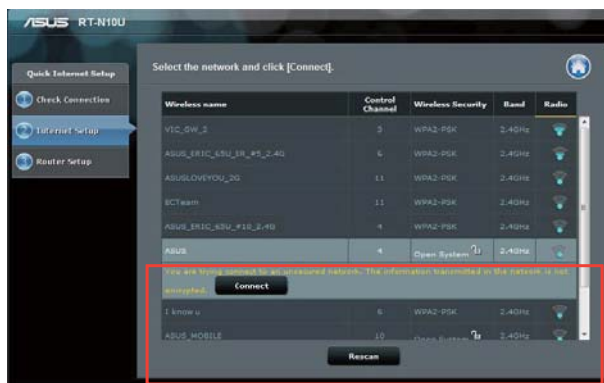 ASUS RT-N10U
Quick Internet Setup
1 Check Connection
2 Internet Setup
3 Router Setup
Select the network and click [Connect].
Wireless name Control Channel Wireless Security Band Radio
VIC_GW_2 5 WPA2-PSK 2.4GHz
ASUS_ERIC_65U_ER_#5_2.4G 6 WPA2-PSK 2.4GHz
ASUSLOVEYOU_2G 11 WPA2-PSK 2.4GHz
ECTeam 11 WPA2-PSK 2.4GHz
ASUS_ERIC_65U_#10_2.4G 4 WPA2-PSK 2.4GHz
ASUS 4 Open System 2.4GHz
You are trying connect to an unsecured network. The information transmitted in the network is not
encrypted. Connect
I know u 6 WPA2-PSK 2.4GHz
ASUS_MOBILE 10 Open System 2.4GHz
Rescan